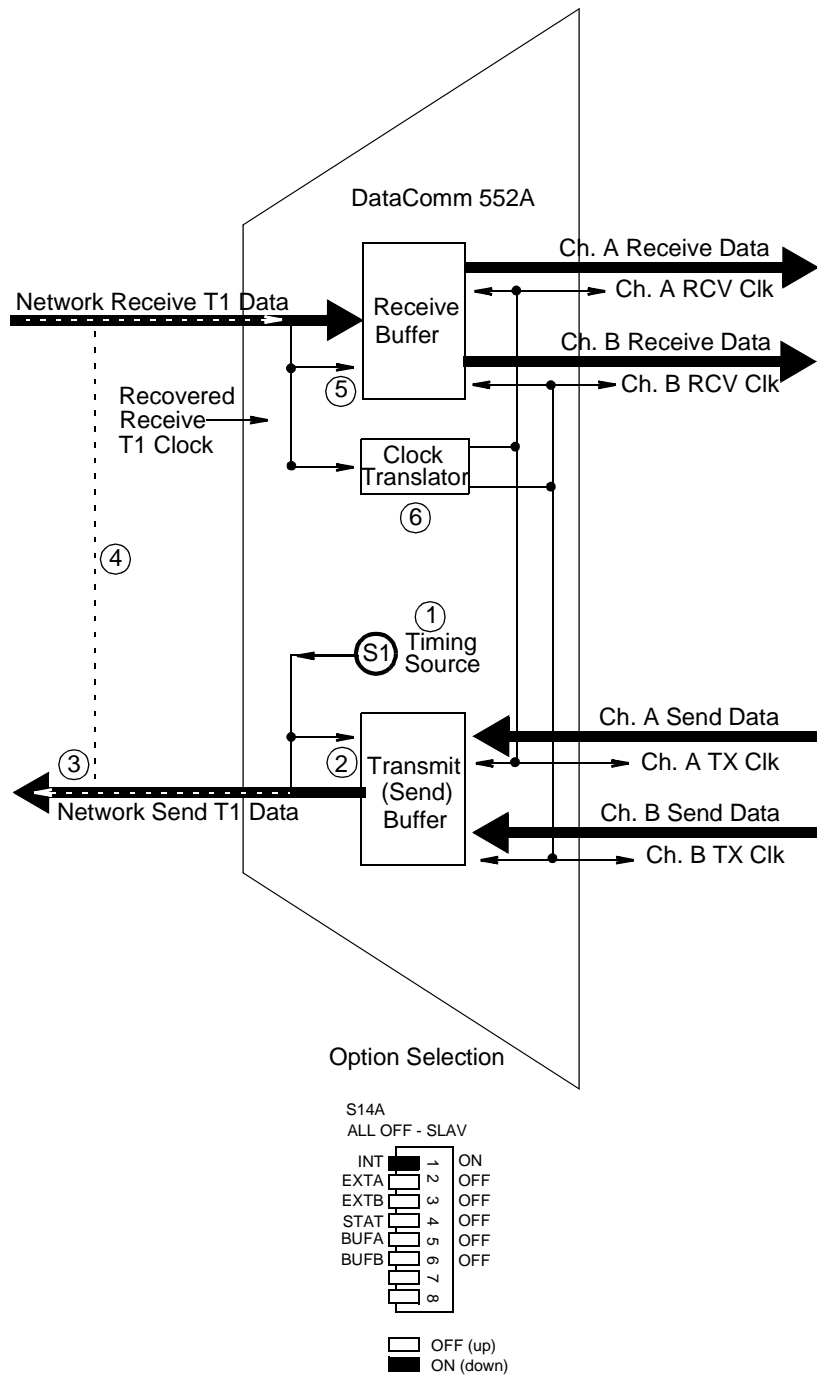 DataComm 552A
Ch. A Receive Data
Network Receive T1 Data
Receive
Buffer
Ch. A RCV Clk
Ch. B Receive Data
5
Ch. B RCV Clk
Recovered
Receive
T1 Clock
Clock
Translator
6
4
1
S1
Timing
Source
Ch. A Send Data
3
2
Transmit
(Send)
Buffer
Ch. A TX Clk
Network Send T1 Data
Ch. B Send Data
Ch. B TX Clk
Option Selection
S14A
ALL OFF - SLAV
INT 1 ON
EXTA 2 OFF
EXTB 3 OFF
STAT 4 OFF
BUFA 5 OFF
BUFB 6 OFF
7
8
OFF (up)
ON (down)